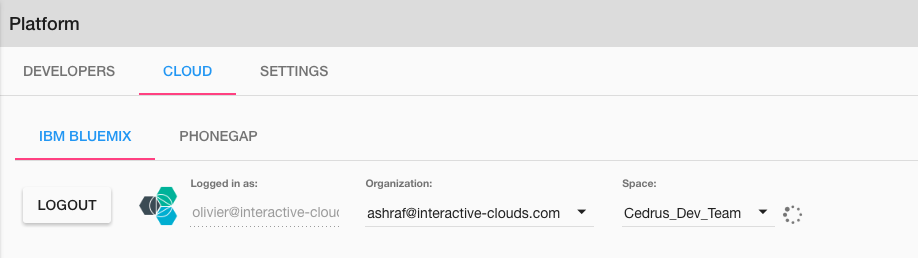 Platform
DEVELOPERS CLOUD SETTINGS
IBM BLUEMIX PHONEGAP
Logged in as: Organization: Space:
LOGOUT olivier@interactive-clou ashraf@interactive-clouds.com Cedrus_Dev_Team